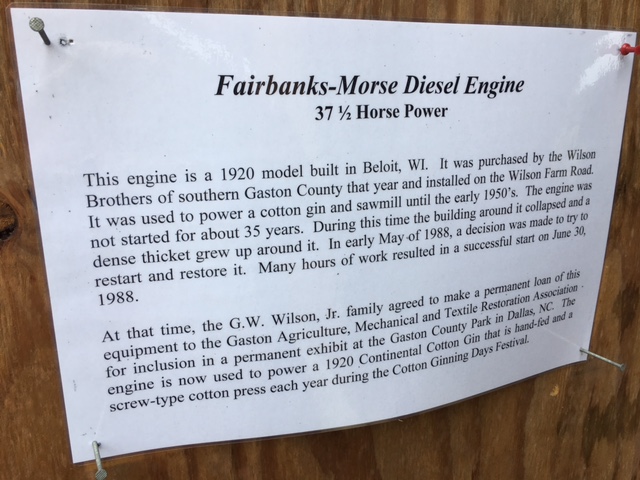 Fairbanks-Morse Diesel Engine
37 ½ Horse Power
This engine is a 1920 model built in Beloit, WI. It was purchased by the Wilson
Brothers of southern Gaston County that year and installed on the Wilson Farm Road.
It was used to power a cotton gin and sawmill until the early 1950's. The engine was
not started for about 35 years. During this time the building around it collapsed and a
dense thicket grew up around it. In early May of 1988, a decision was made to try to
restart and restore it. Many hours of work resulted in a successful start on June 30,
1988.
At that time, the G.W. Wilson, Jr. family agreed to make a permanent loan of this
equipment to the Gaston Agriculture, Mechanical and Textile Restoration Association
for inclusion in a permanent exhibit at the Gaston County Park in Dallas, NC. The
engine is now used to power a 1920 Continental Cotton Gin that is hand-fed and a
screw-type cotton press each year during the Cotton Ginning Days Festival.